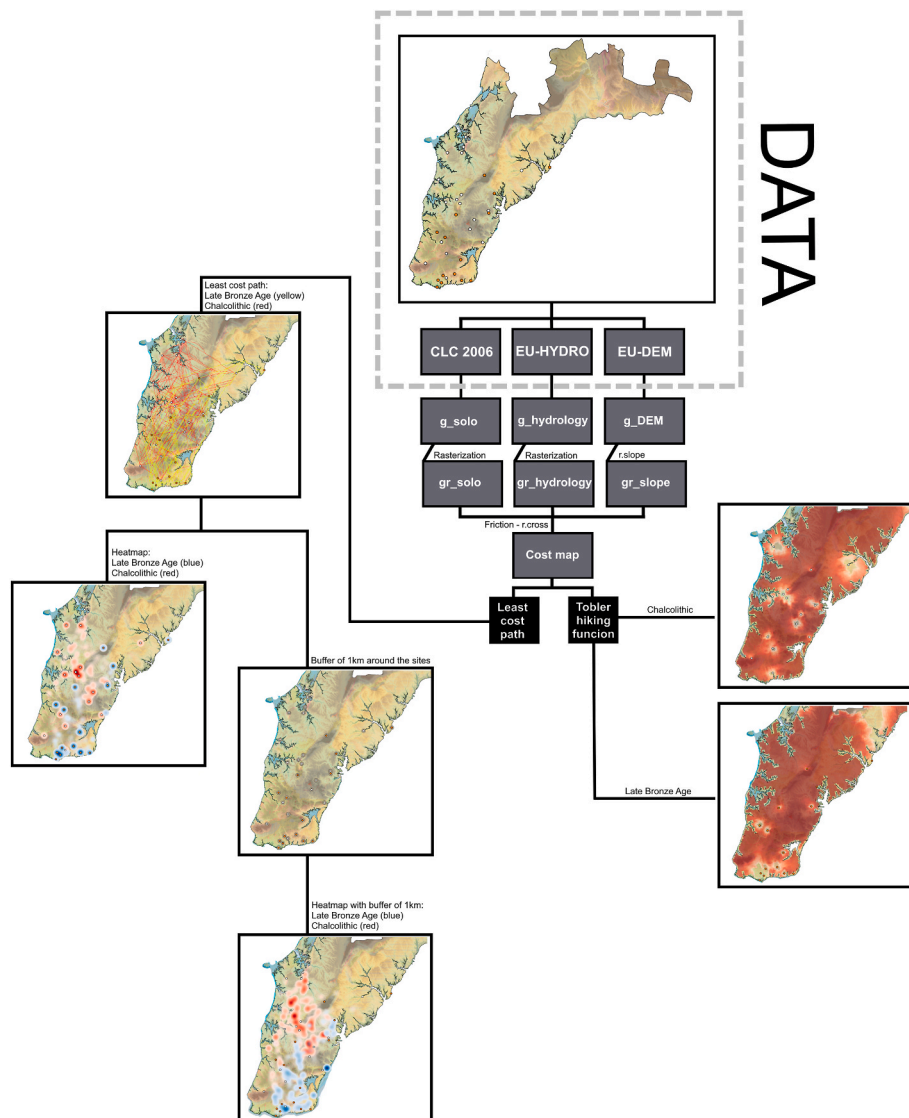 DATA
CLC 2006
EU-HYDRO
EU-DEM
g_solo
g_hydrology
g_DEM
Rasterization
Rasterization
r.slope
gr_solo
gr_hydrology
gr_slope
Friction - r.cross
Cost map
Least
cost
path
Tobler
hiking
funcion
Chalcolithic
Late Bronze Age
Least cost path:
Late Bronze Age (yellow)
Chalcolithic (red)
Heatmap:
Late Bronze Age (blue)
Chalcolithic (red)
Buffer of 1km around the sites
Heatmap with buffer of 1km:
Late Bronze Age (blue)
Chalcolithic (red)